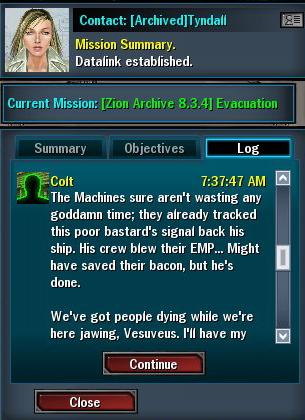 Contact: [Archived]Tyndall
Mission Summary.
Datalink established.
Current Mission: [Zion Archive 8.3.4] Evacuation
Summary
Objectives
Log
Colt
7:37:47 AM
The Machines sure aren't wasting any
goddamn time; they already tracked
this poor bastard's signal back his
ship. His crew blew their EMP... Might
have saved their bacon, but he's
done.
We've got people dying while we're
here jawing, Vesuveus. I'll have my
Continue
Close